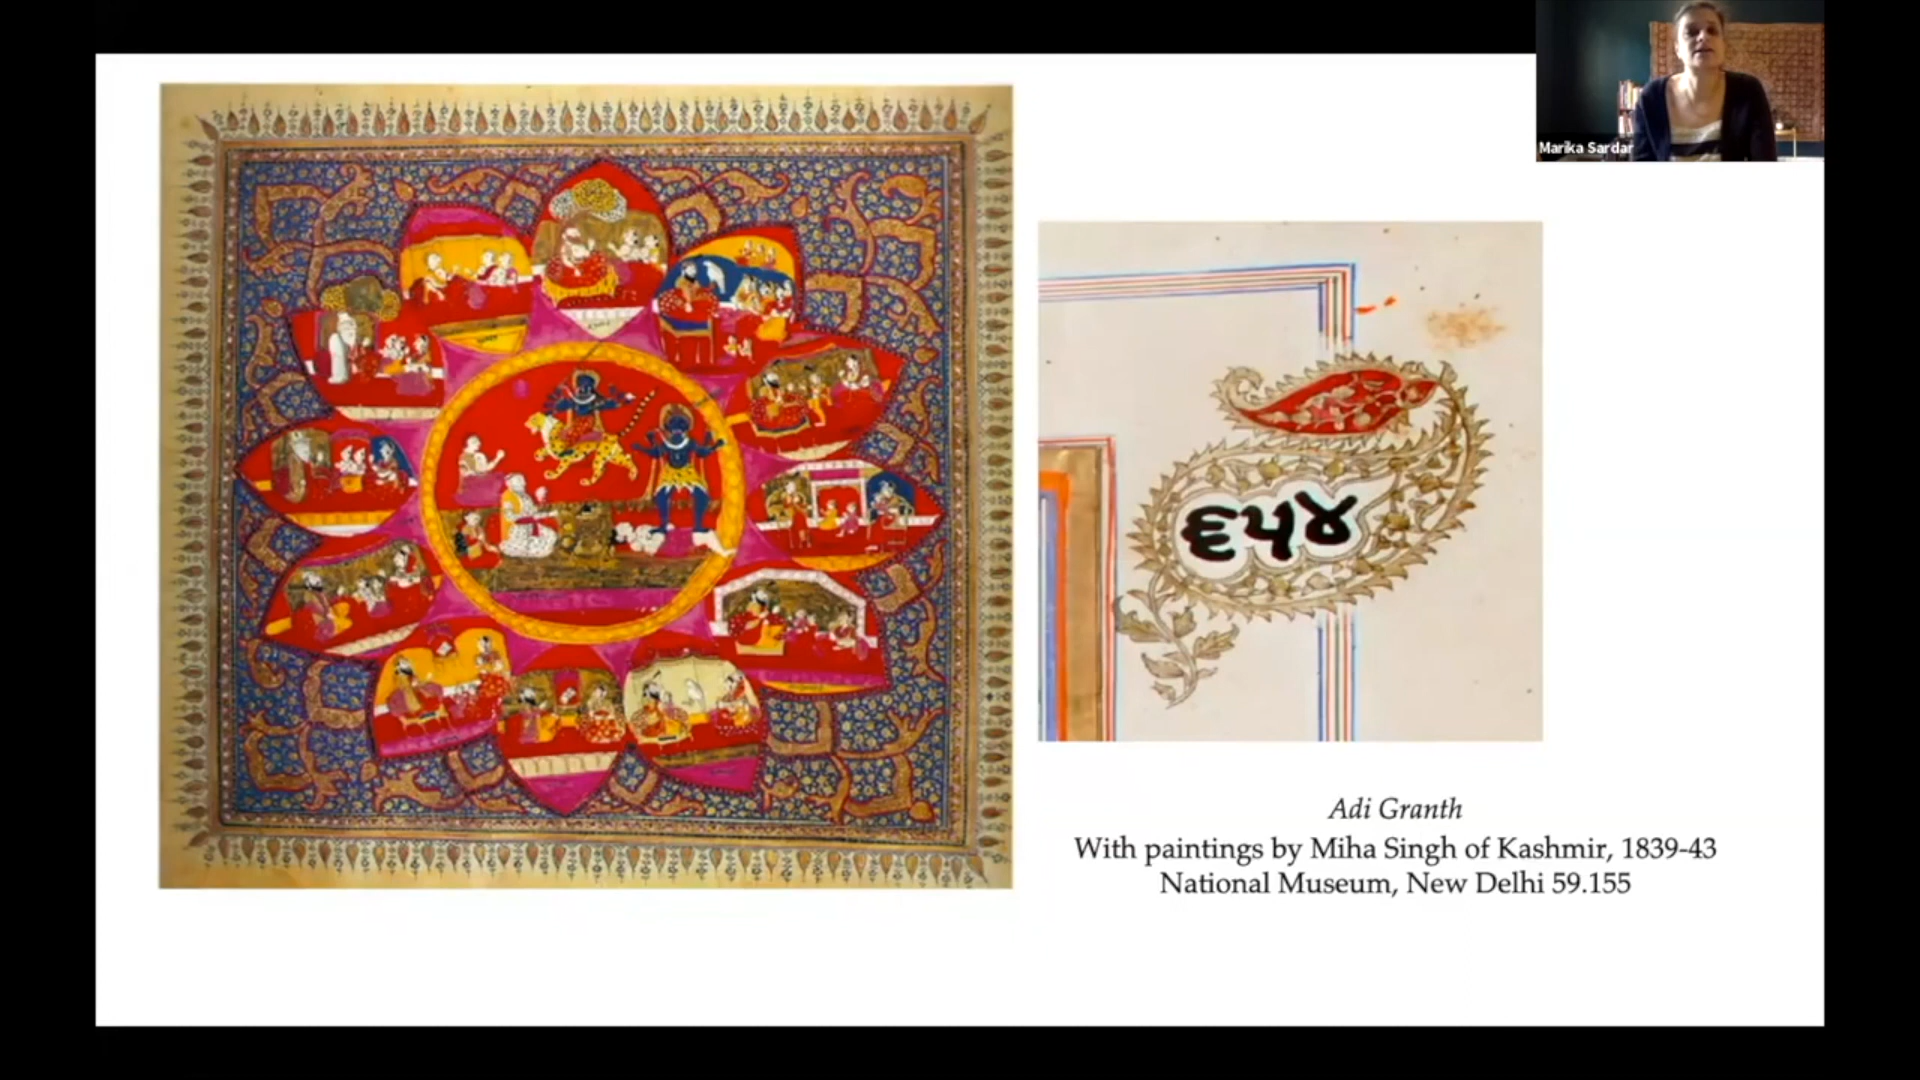 Marika Sardar
੬੫੪
Adi Granth
With paintings by Miha Singh of Kashmir, 1839-43
National Museum, New Delhi 59.155